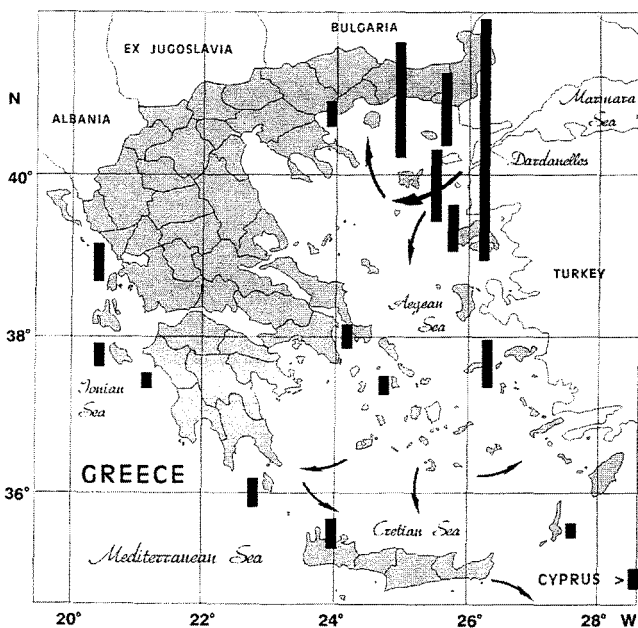 BULGARIA
EX JUGOSLAVIA
N
Marmara
Sea
ALBANIA
Dardanelles
40°
TURKEY
Aegean
Sea
38°
Ionian
Sea
GREECE
36°
Cretian Sea
Mediterranean Sea
CYPRUS >
20° 22° 24° 26° 28° W